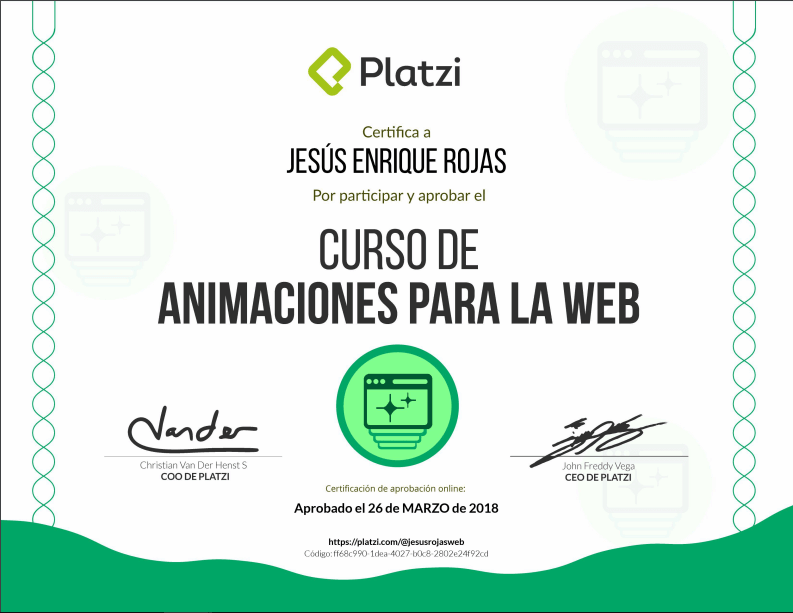 Platzi
Certifica a
JESÚS ENRIQUE ROJAS
Por participar y aprobar el
CURSO DE
ANIMACIONES PARA LA WEB
Vander
Christian Van Der Henst S
COO DE PLATZI
John Freddy Vega
CEO DE PLATZI
Certificación de aprobación online:
Aprobado el 26 de MARZO de 2018
https://platzi.com/@jesusrojasweb
Código: ff68c990-1dea-4027-b0c8-2802e24f92cd